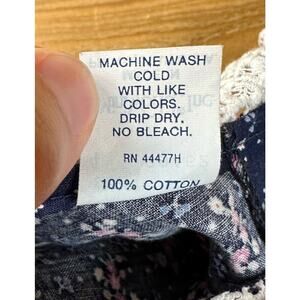 MACHINE WASH
COLD
WITH LIKE
COLORS.
DRIP DRY.
NO BLEACH.
RN 44477H
100% COTTON